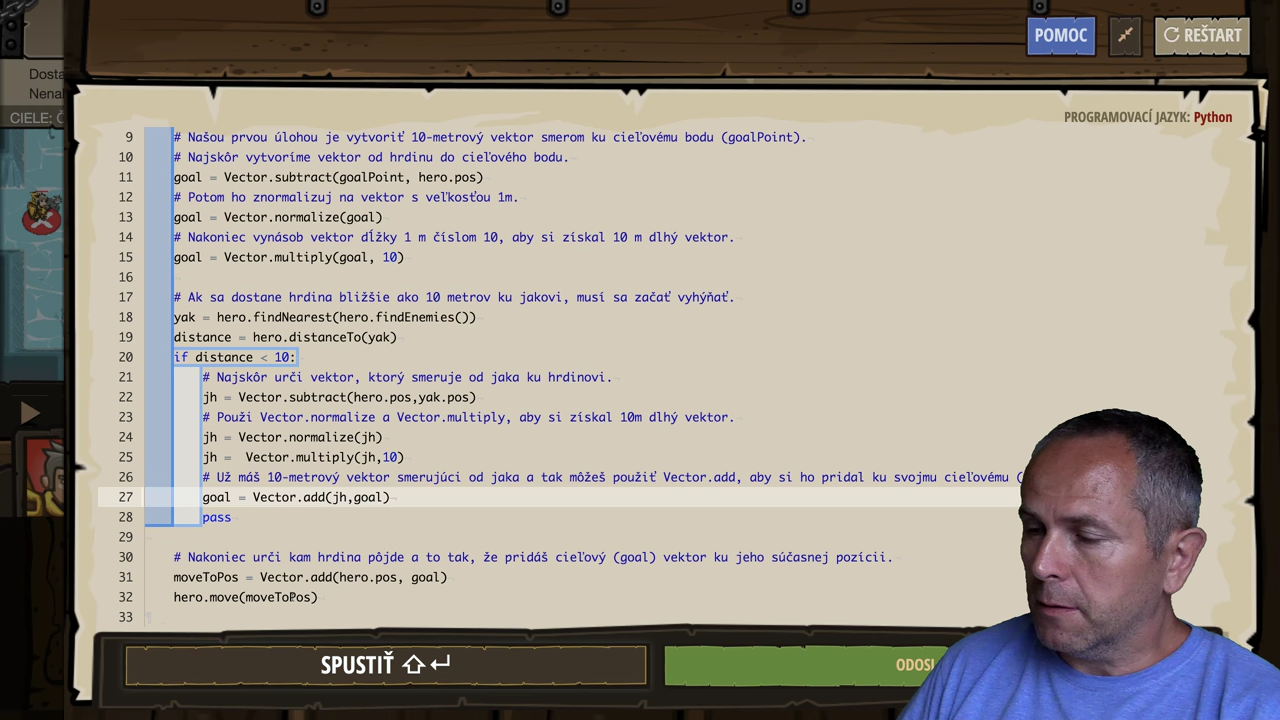 POMOC
REŠTART
Dosta
Nenal
CIELE: Č
PROGRAMOVACÍ JAZYK: Python
9 # Našou prvou úlohou je vytvoriť 10-metrový vektor smerom ku cieľovému bodu (goalPoint).
10 # Najskôr vytvoríme vektor od hrdinu do cieľového bodu.
11 goal = Vector.subtract(goalPoint, hero.pos)
12 # Potom ho znormalizuj na vektor s veľkosťou 1m.
13 goal = Vector.normalize(goal)
14 # Nakoniec vynásob vektor dĺžky 1 m číslom 10, aby si získal 10 m dlhý vektor.
15 goal = Vector.multiply(goal, 10)
16
17 # Ak sa dostane hrdina bližšie ako 10 metrov ku jakovi, musí sa začať vyhýňať.
18 yak = hero.findNearest(hero.findEnemies())
19 distance = hero.distanceTo(yak)
20 if distance < 10:
21 # Najskôr urči vektor, ktorý smeruje od jaka ku hrdinovi.
22 jh = Vector.subtract(hero.pos,yak.pos)
23 # Použi Vector.normalize a Vector.multiply, aby si získal 10m dlhý vektor.
24 jh = Vector.normalize(jh)
25 jh =  Vector.multiply(jh,10)
26 # Už máš 10-metrový vektor smerujúci od jaka a tak môžeš použiť Vector.add, aby si ho pridal ku svojmu cieľovému (
27 goal = Vector.add(jh,goal)
28 pass
29
30 # Nakoniec urči kam hrdina pôjde a to tak, že pridáš cieľový (goal) vektor ku jeho súčasnej pozícii.
31 moveToPos = Vector.add(hero.pos, goal)
32 hero.move(moveToPos)
33
SPUSTIŤ
ODOSL